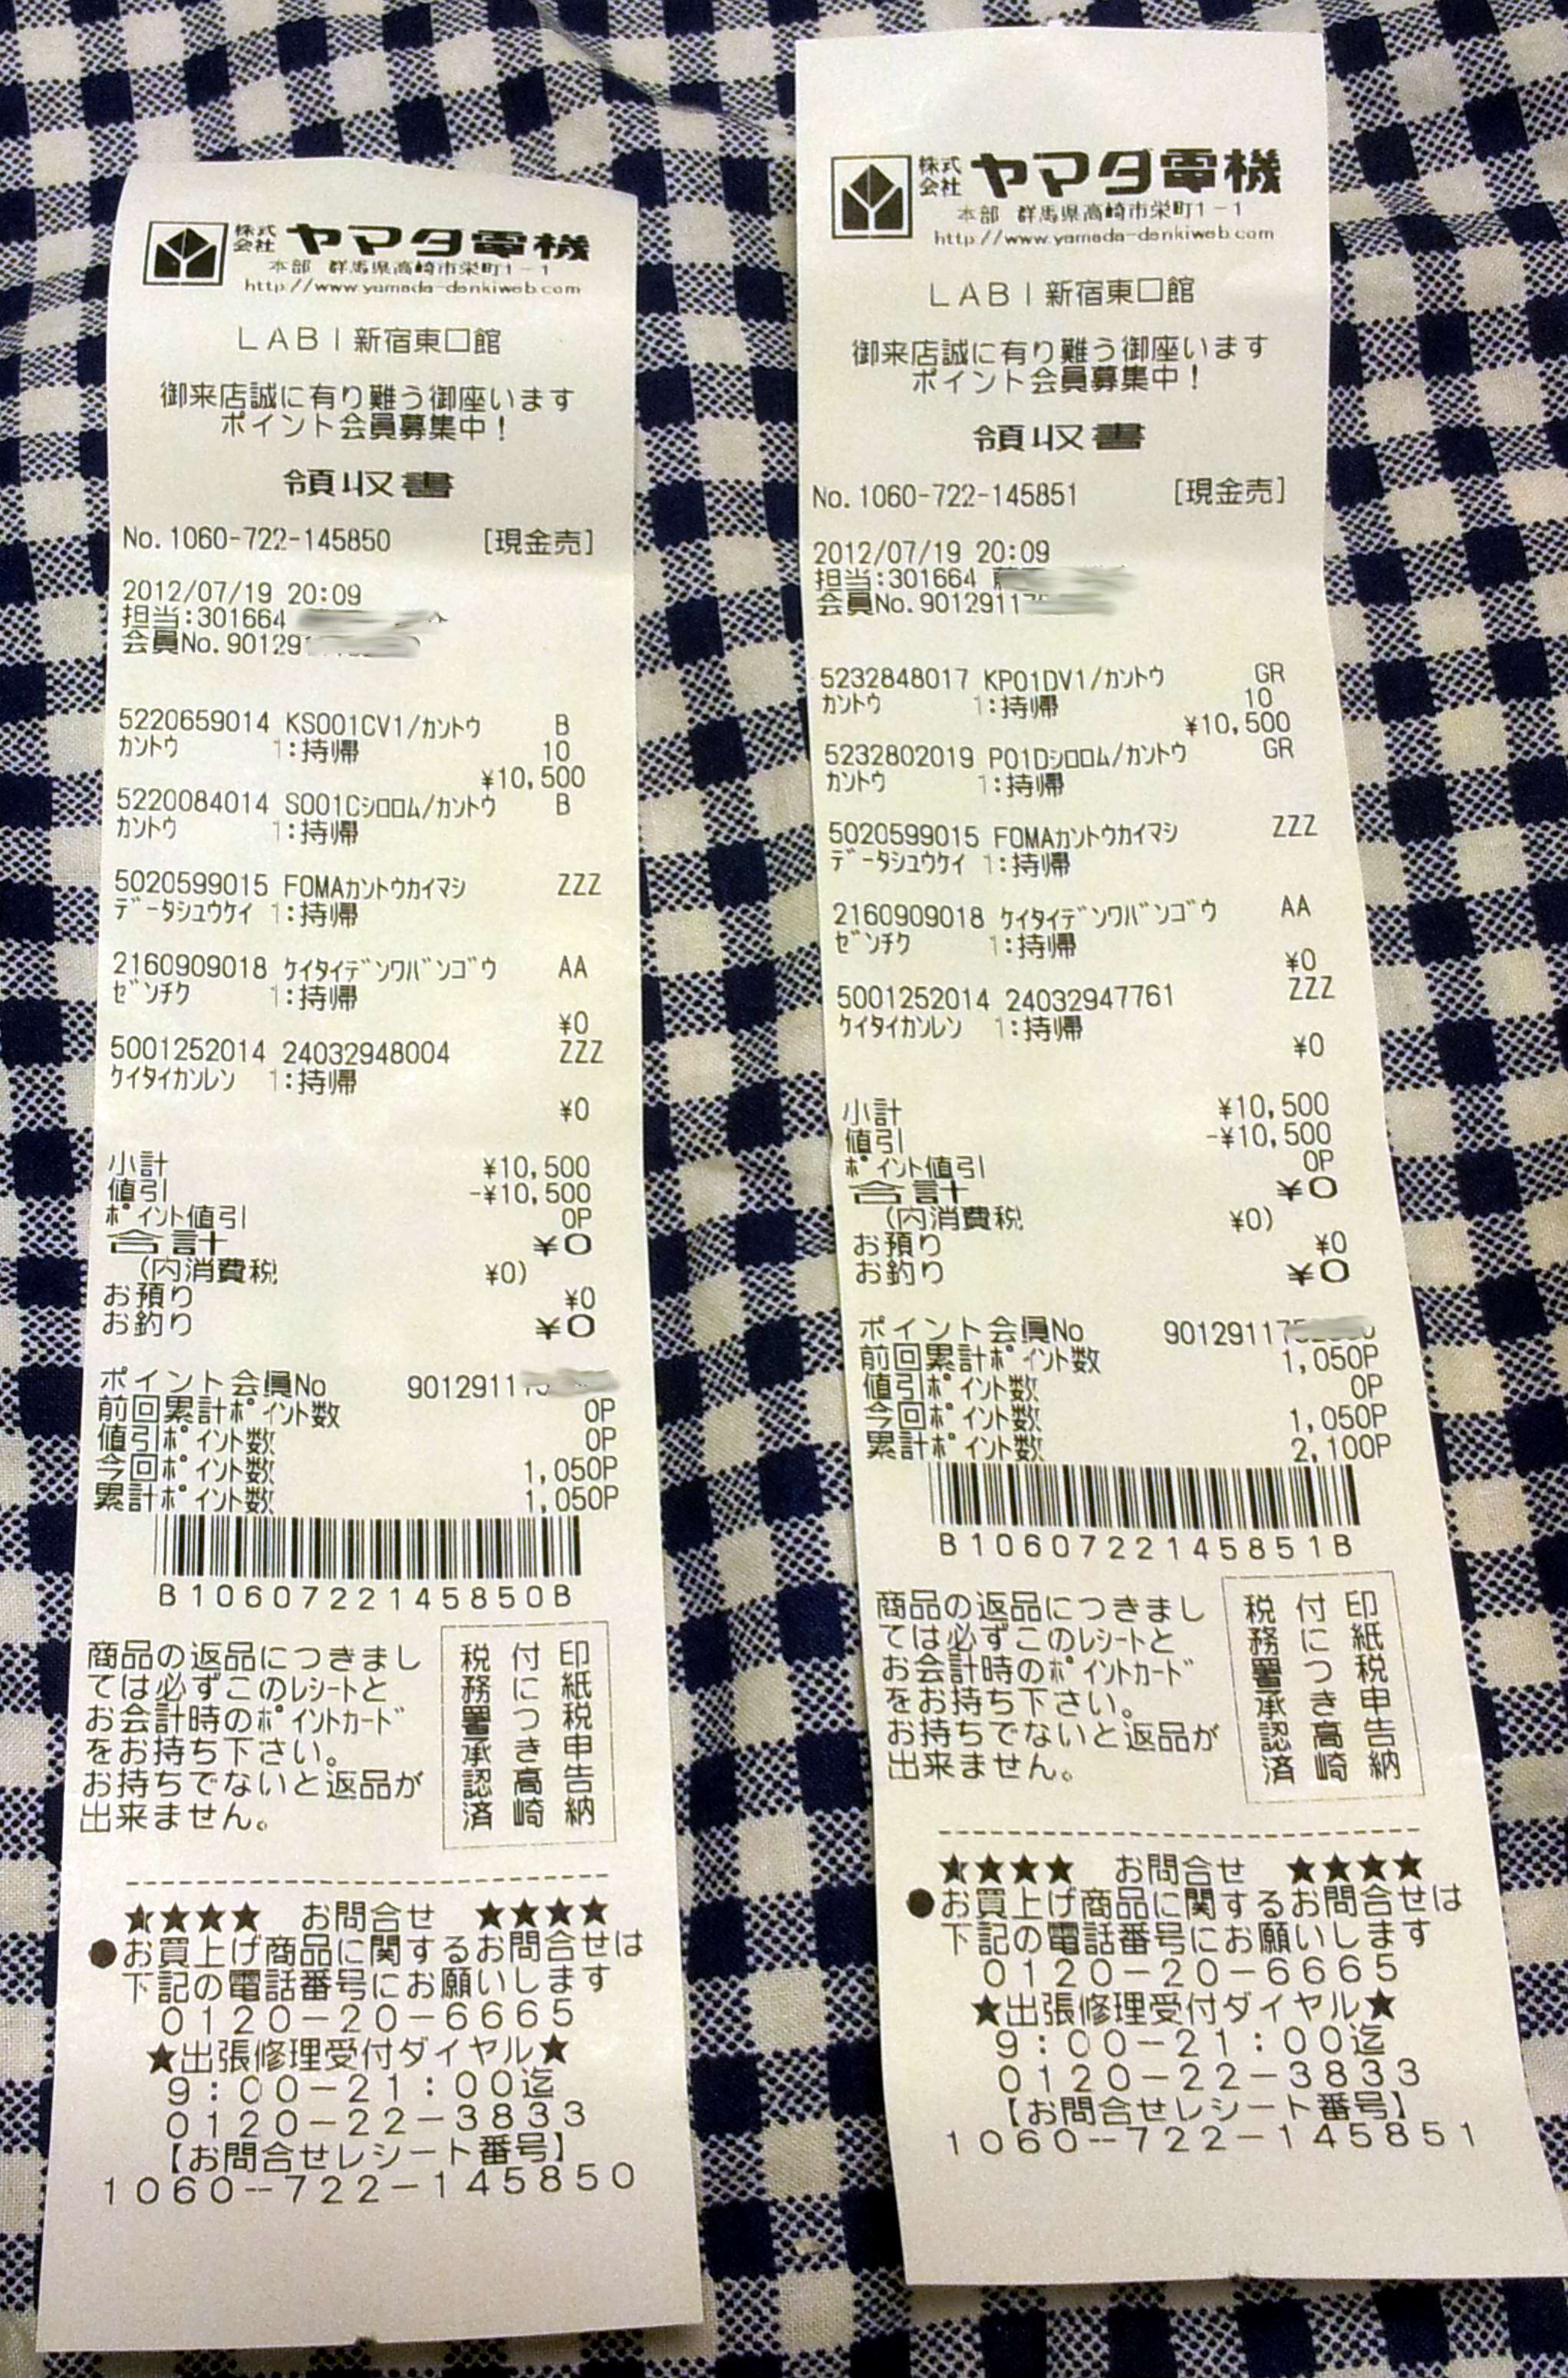 株式会社 ヤマダ電機
本部 群馬県高崎市栄町1-1
http://www.yamada-denkiweb.com
LABI新宿東口館
御来店誠に有り難う御座います
ポイント会員募集中!
領収書
No.1060-722-145850 [現金売]
2012/07/19 20:09
担当:301664
会員No.90129
5220659014 KS001CV1/カントウ B
カントウ 1:持帰 10
¥10,500
5220084014 S001Cシロロム/カントウ B
カントウ 1:持帰
5020599015 FOMAカントウカイマシ ZZZ
データシュウケイ 1:持帰
2160909018 ケイタイデンワバンゴウ AA
ゼンチク 1:持帰
¥0
5001252014 24032948004 ZZZ
ケイタイカンレン 1:持帰
¥0
小計 ¥10,500
値引 -¥10,500
ポイント値引 0P
合計 ¥0
(内消費税 ¥0)
お預り ¥0
お釣り ¥0
ポイント会員No 9012911
前回累計ポイント数 0P
値引ポイント数 0P
今回ポイント数 1,050P
累計ポイント数 1,050P
B1060722145850B
商品の返品につきまし
ては必ずこのレシートと
お会計時のポイントカード
をお持ち下さい。
お持ちでないと返品が
出来ません。
印紙税申告納
付につき高崎
税務署承認済
★★★★ お問合せ ★★★★
●お買上げ商品に関するお問合せは
下記の電話番号にお願いします
0120-20-6665
★出張修理受付ダイヤル★
9:00-21:00迄
0120-22-3833
【お問合せレシート番号】
1060--722-145850
株式会社 ヤマダ電機
本部 群馬県高崎市栄町1-1
http://www.yamada-denkiweb.com
LABI新宿東口館
御来店誠に有り難う御座います
ポイント会員募集中!
領収書
No.1060-722-145851 [現金売]
2012/07/19 20:09
担当:301664
会員No.9012911
5232848017 KP01DV1/カントウ GR
カントウ 1:持帰 10
¥10,500
5232802019 P01Dシロロム/カントウ GR
カントウ 1:持帰
5020599015 FOMAカントウカイマシ ZZZ
データシュウケイ 1:持帰
2160909018 ケイタイデンワバンゴウ AA
ゼンチク 1:持帰
¥0
5001252014 24032947761 ZZZ
ケイタイカンレン 1:持帰
¥0
小計 ¥10,500
値引 -¥10,500
ポイント値引 0P
合計 ¥0
(内消費税 ¥0)
お預り ¥0
お釣り ¥0
ポイント会員No 90129117
前回累計ポイント数 1,050P
値引ポイント数 0P
今回ポイント数 1,050P
累計ポイント数 2,100P
B1060722145851B
商品の返品につきまし
ては必ずこのレシートと
お会計時のポイントカード
をお持ち下さい。
お持ちでないと返品が
出来ません。
印紙税申告納
付につき高崎
税務署承認済
★★★★ お問合せ ★★★★
●お買上げ商品に関するお問合せは
下記の電話番号にお願いします
0120-20-6665
★出張修理受付ダイヤル★
9:00-21:00迄
0120-22-3833
【お問合せレシート番号】
1060--722-145851